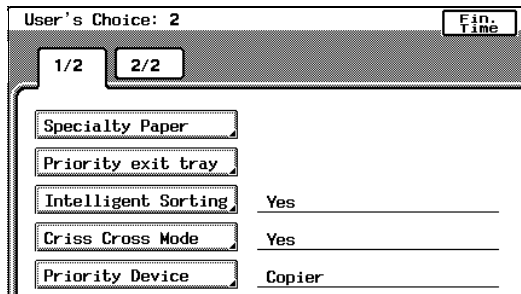 User's Choice: 2
Fin.
Time
1/2 2/2
Specialty Paper
Priority exit tray
Intelligent Sorting Yes
Criss Cross Mode Yes
Priority Device Copier